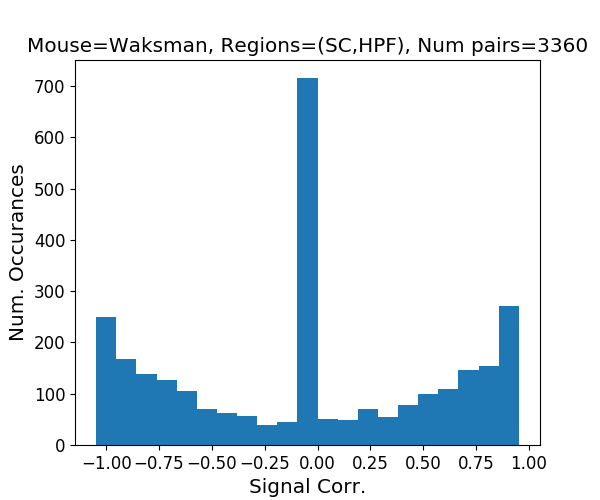 Mouse=Waksman, Regions=(SC,HPF), Num pairs=3360
700
600
500
400
300
200
100
0
Num. Occurances
−1.00 −0.75 −0.50 −0.25 0.00 0.25 0.50 0.75 1.00
Signal Corr.